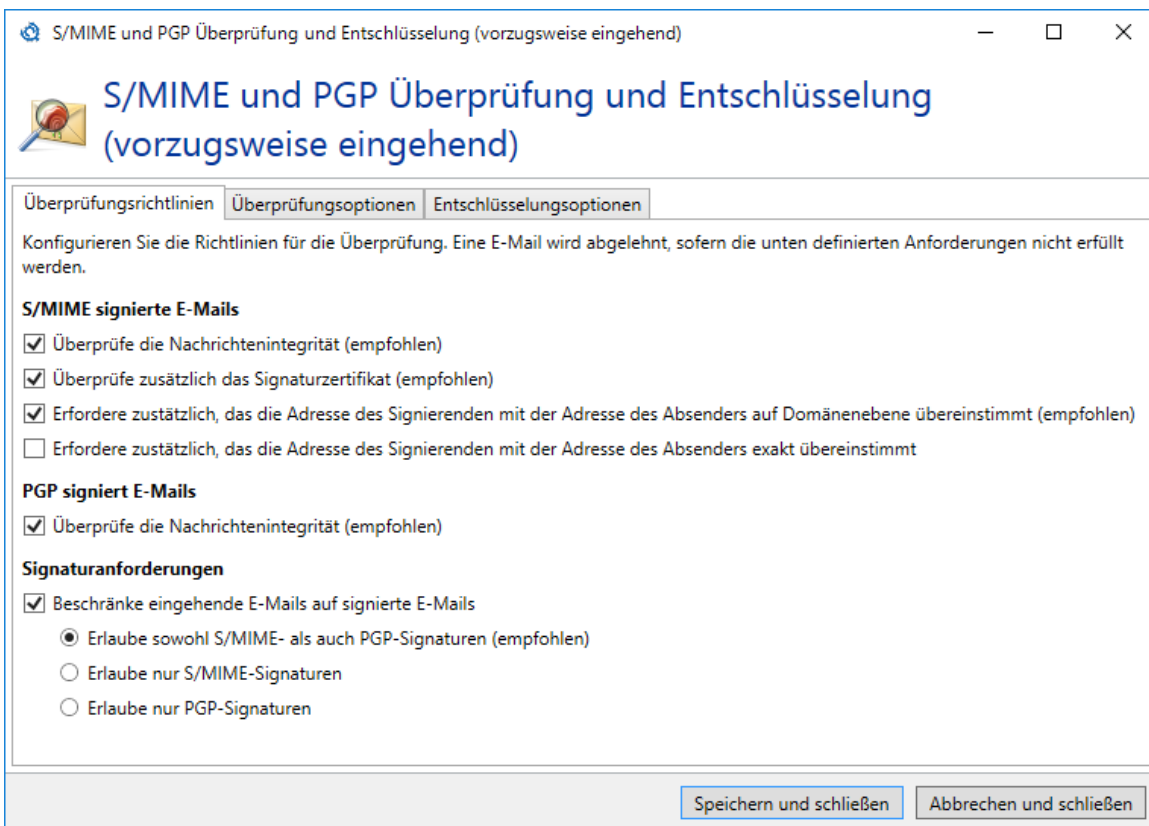 S/MIME und PGP Überprüfung und Entschlüsselung (vorzugsweise eingehend)
S/MIME und PGP Überprüfung und Entschlüsselung
(vorzugsweise eingehend)
Überprüfungsrichtlinien Überprüfungsoptionen Entschlüsselungsoptionen
Konfigurieren Sie die Richtlinien für die Überprüfung. Eine E-Mail wird abgelehnt, sofern die unten definierten Anforderungen nicht erfüllt
werden.
S/MIME signierte E-Mails
Überprüfe die Nachrichtenintegrität (empfohlen)
Überprüfe zusätzlich das Signaturzertifikat (empfohlen)
Erfordere zustätzlich, das die Adresse des Signierenden mit der Adresse des Absenders auf Domänenebene übereinstimmt (empfohlen)
Erfordere zustätzlich, das die Adresse des Signierenden mit der Adresse des Absenders exakt übereinstimmt
PGP signiert E-Mails
Überprüfe die Nachrichtenintegrität (empfohlen)
Signaturanforderungen
Beschränke eingehende E-Mails auf signierte E-Mails
Erlaube sowohl S/MIME- als auch PGP-Signaturen (empfohlen)
Erlaube nur S/MIME-Signaturen
Erlaube nur PGP-Signaturen
Speichern und schließen Abbrechen und schließen